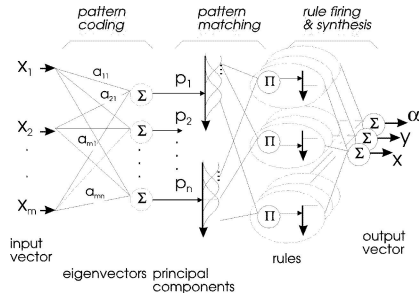 pattern coding
pattern matching
rule firing & synthesis
X1
X2
Xm
a11
a21
am1
amn
Σ
Σ
Σ
p1
p2
pn
Π
Π
Π
Σ
Σ
Σ
α
y
x
input vector
eigenvectors
principal components
rules
output vector